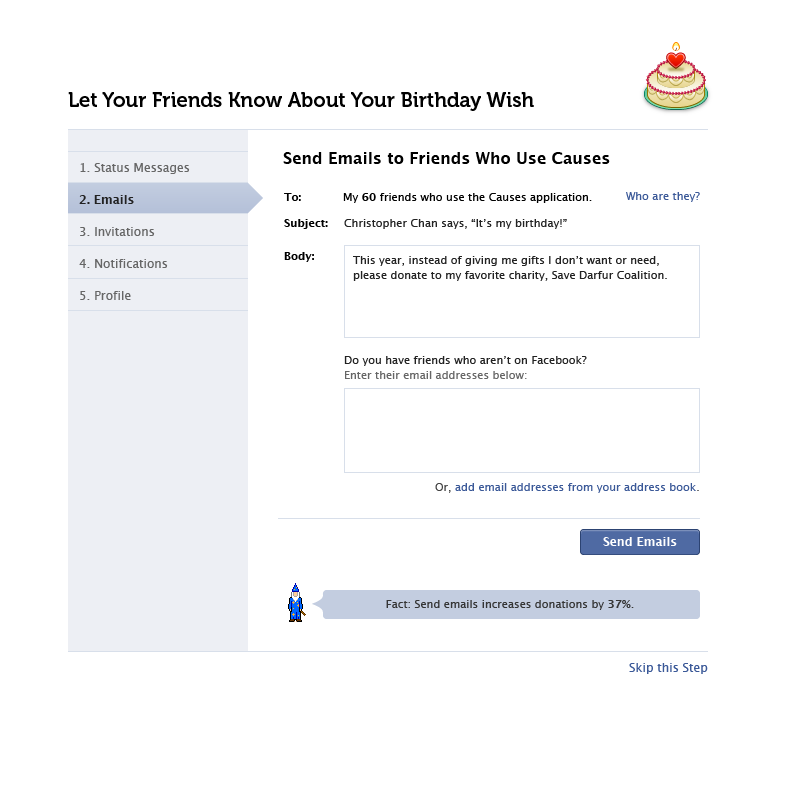 Let Your Friends Know About Your Birthday Wish
1. Status Messages
2. Emails
3. Invitations
4. Notifications
5. Profile
Send Emails to Friends Who Use Causes
To: My 60 friends who use the Causes application. Who are they?
Subject: Christopher Chan says, “It’s my birthday!”
Body: This year, instead of giving me gifts I don’t want or need,
please donate to my favorite charity, Save Darfur Coalition.
Do you have friends who aren’t on Facebook?
Enter their email addresses below:
Or, add email addresses from your address book.
Send Emails
Fact: Send emails increases donations by 37%.
Skip this Step